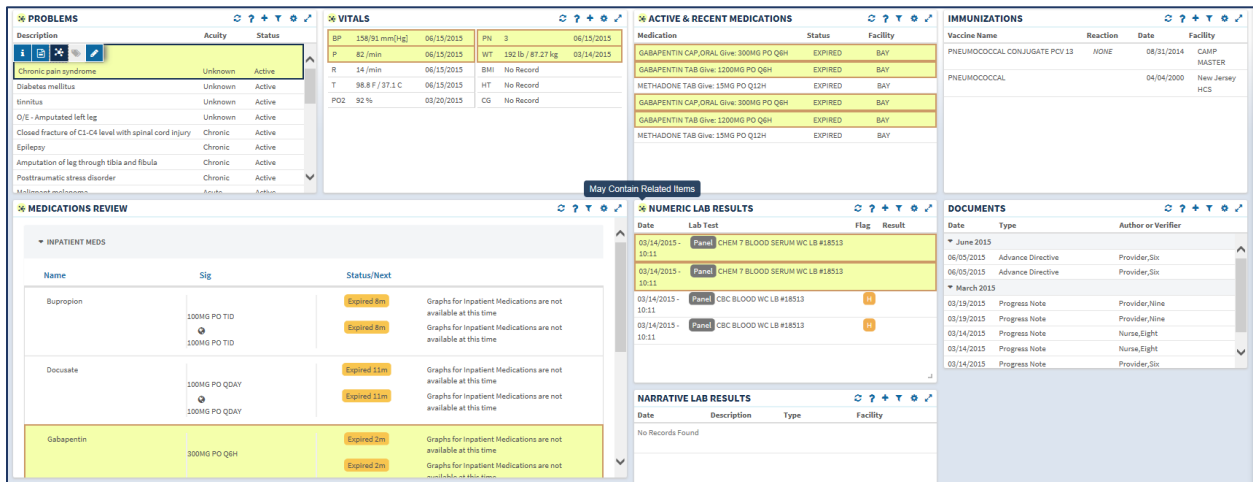 PROBLEMS
Description Acuity Status
Chronic pain syndrome Unknown Active
Diabetes mellitus Unknown Active
tinnitus Unknown Active
O/E - Amputated left leg Unknown Active
Closed fracture of C1-C4 level with spinal cord injury Chronic Active
Epilepsy Chronic Active
Amputation of leg through tibia and fibula Chronic Active
Posttraumatic stress disorder Chronic Active
Malignant melanoma Acute Active
VITALS
BP 158/91 mm[Hg] 06/15/2015 PN 3 06/15/2015
P 82 /min 06/15/2015 WT 192 lb / 87.27 kg 03/14/2015
R 14 /min 06/15/2015 BMI No Record
T 98.8 F / 37.1 C 06/15/2015 HT No Record
PO2 92 % 03/20/2015 CG No Record
ACTIVE & RECENT MEDICATIONS
Medication Status Facility
GABAPENTIN CAP,ORAL Give: 300MG PO Q6H EXPIRED BAY
GABAPENTIN TAB Give: 1200MG PO Q6H EXPIRED BAY
METHADONE TAB Give: 15MG PO Q12H EXPIRED BAY
GABAPENTIN CAP,ORAL Give: 300MG PO Q6H EXPIRED BAY
GABAPENTIN TAB Give: 1200MG PO Q6H EXPIRED BAY
METHADONE TAB Give: 15MG PO Q12H EXPIRED BAY
IMMUNIZATIONS
Vaccine Name Reaction Date Facility
PNEUMOCOCCAL CONJUGATE PCV 13 NONE 08/31/2014 CAMP
MASTER
PNEUMOCOCCAL 04/04/2000 New Jersey
HCS
May Contain Related Items
MEDICATIONS REVIEW
INPATIENT MEDS
Name Sig Status/Next
Bupropion Expired 8m Graphs for Inpatient Medications are not
available at this time
100MG PO TID
Expired 8m Graphs for Inpatient Medications are not
100MG PO TID available at this time
Docusate Expired 11m Graphs for Inpatient Medications are not
available at this time
100MG PO QDAY
Expired 11m Graphs for Inpatient Medications are not
100MG PO QDAY available at this time
Gabapentin Expired 2m Graphs for Inpatient Medications are not
300MG PO Q6H available at this time
Expired 2m Graphs for Inpatient Medications are not
available at this time
NUMERIC LAB RESULTS
Date Lab Test Flag Result
03/14/2015 - Panel CHEM 7 BLOOD SERUM WC LB #18513
10:11
03/14/2015 - Panel CHEM 7 BLOOD SERUM WC LB #18513
10:11
03/14/2015 - Panel CBC BLOOD WC LB #18513 H
10:11
03/14/2015 - Panel CBC BLOOD WC LB #18513 H
10:11
NARRATIVE LAB RESULTS
Date Description Type Facility
No Records Found
DOCUMENTS
Date Type Author or Verifier
June 2015
06/05/2015 Advance Directive Provider,Six
06/05/2015 Advance Directive Provider,Six
March 2015
03/19/2015 Progress Note Provider,Nine
03/19/2015 Progress Note Provider,Nine
03/14/2015 Progress Note Nurse,Eight
03/14/2015 Progress Note Nurse,Eight
03/14/2015 Progress Note Provider,Six